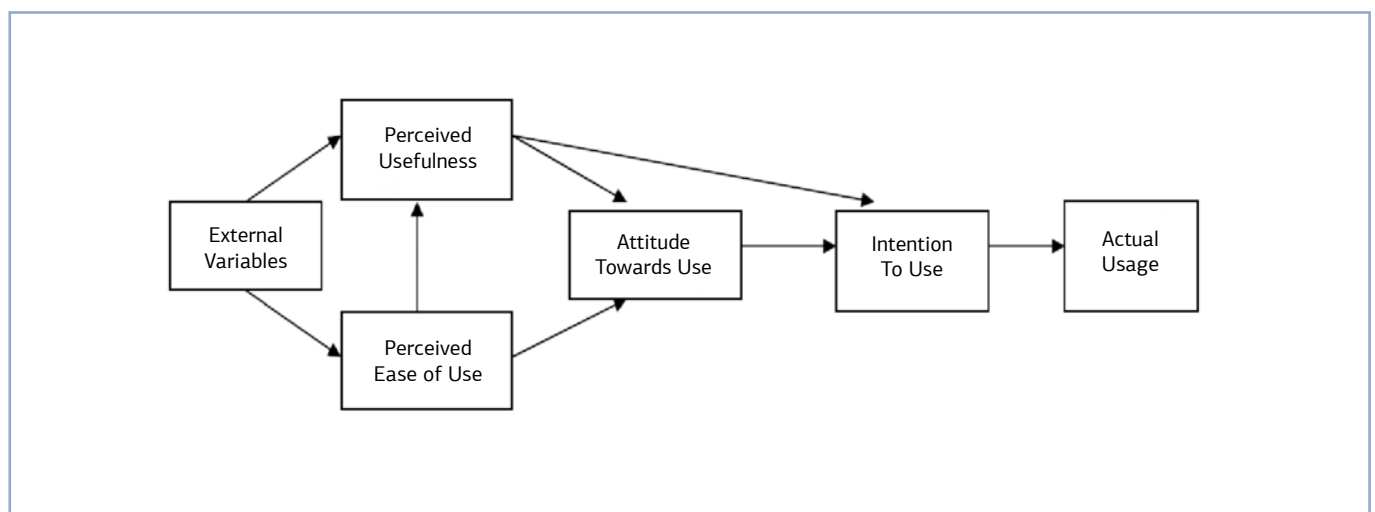 Perceived
Usefulness
External
Variables
Attitude
Towards Use
Intention
To Use
Actual
Usage
Perceived
Ease of Use